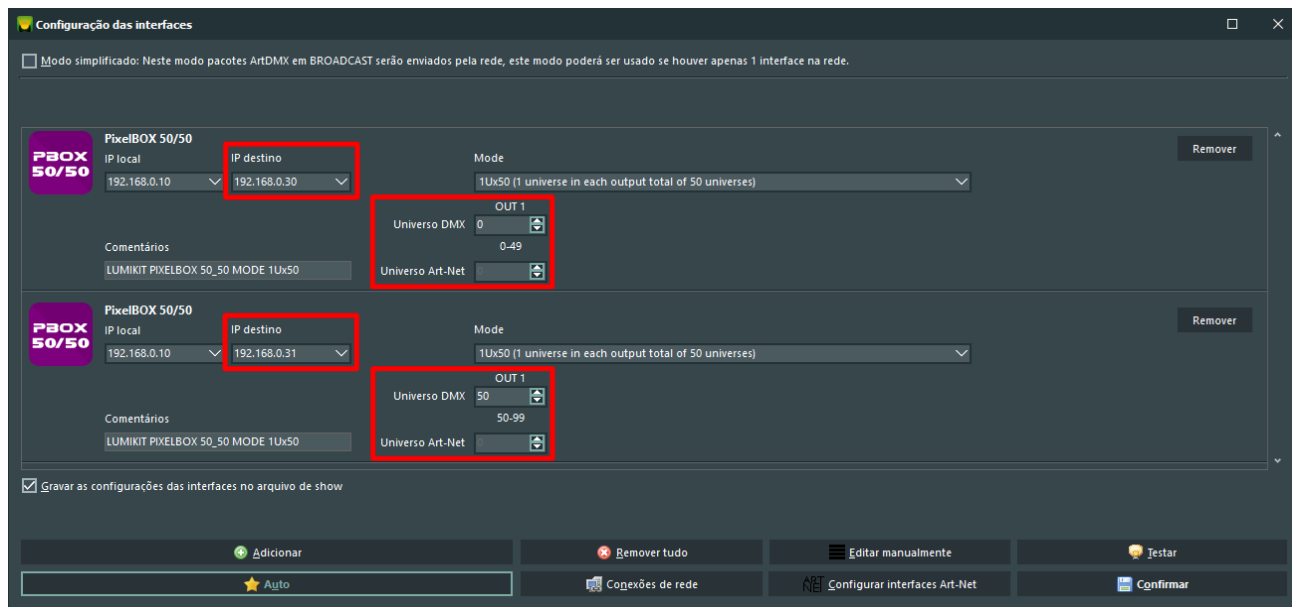 Configuração das interfaces
Modo simplificado: Neste modo pacotes ArtDMX em BROADCAST serão enviados pela rede, este modo poderá ser usado se houver apenas 1 interface na rede.
PBOX 50/50
PixelBOX 50/50
Remover
IP local
IP destino
Mode
192.168.0.10
192.168.0.30
1Ux50 (1 universe in each output total of 50 universes)
OUT 1
Universo DMX 0
Comentários
0-49
LUMIKIT PIXELBOX 50_50 MODE 1Ux50
Universo Art-Net 0
PBOX 50/50
PixelBOX 50/50
Remover
IP local
IP destino
Mode
192.168.0.10
192.168.0.31
1Ux50 (1 universe in each output total of 50 universes)
OUT 1
Universo DMX 50
Comentários
50-99
LUMIKIT PIXELBOX 50_50 MODE 1Ux50
Universo Art-Net 0
Gravar as configurações das interfaces no arquivo de show
Adicionar
Remover tudo
Editar manualmente
Testar
Auto
Conexões de rede
ART NET Configurar interfaces Art-Net
Confirmar